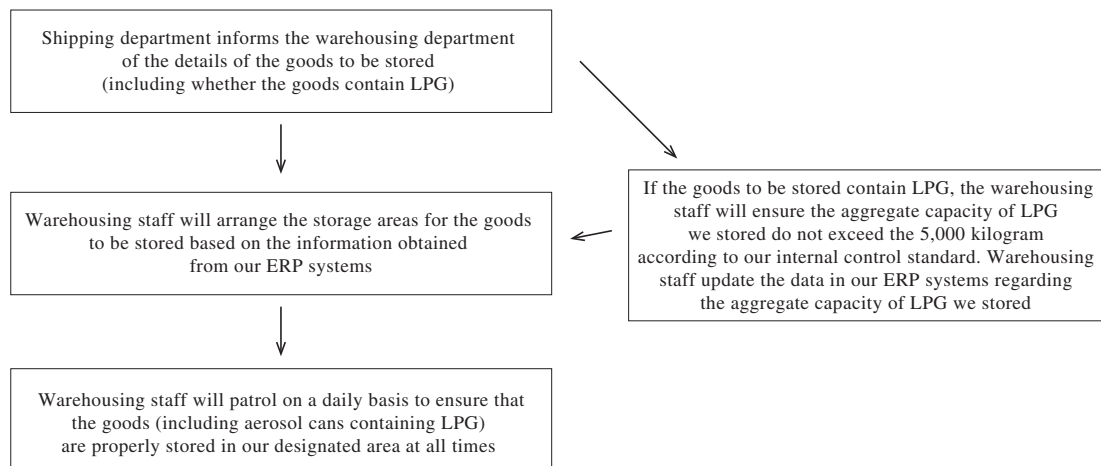 Shipping department informs the warehousing department
of the details of the goods to be stored
(including whether the goods contain LPG)
If the goods to be stored contain LPG, the warehousing
staff will ensure the aggregate capacity of LPG
we stored do not exceed the 5,000 kilogram
according to our internal control standard. Warehousing
staff update the data in our ERP systems regarding
the aggregate capacity of LPG we stored
Warehousing staff will arrange the storage areas for the goods
to be stored based on the information obtained
from our ERP systems
Warehousing staff will patrol on a daily basis to ensure that
the goods (including aerosol cans containing LPG)
are properly stored in our designated area at all times